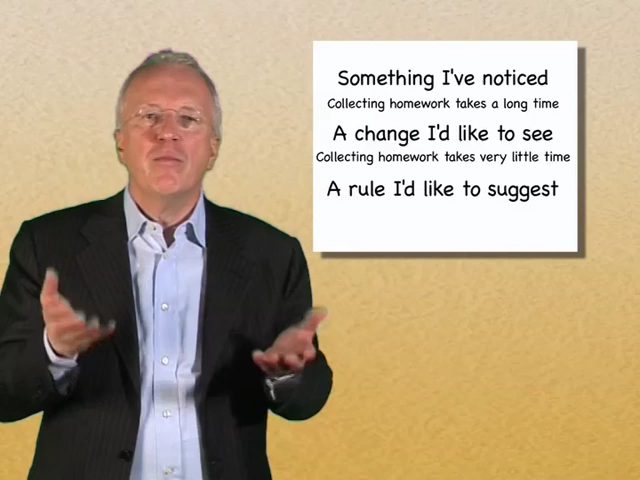 Something I've noticed
Collecting homework takes a long time
A change I'd like to see
Collecting homework takes very little time
A rule I'd like to suggest